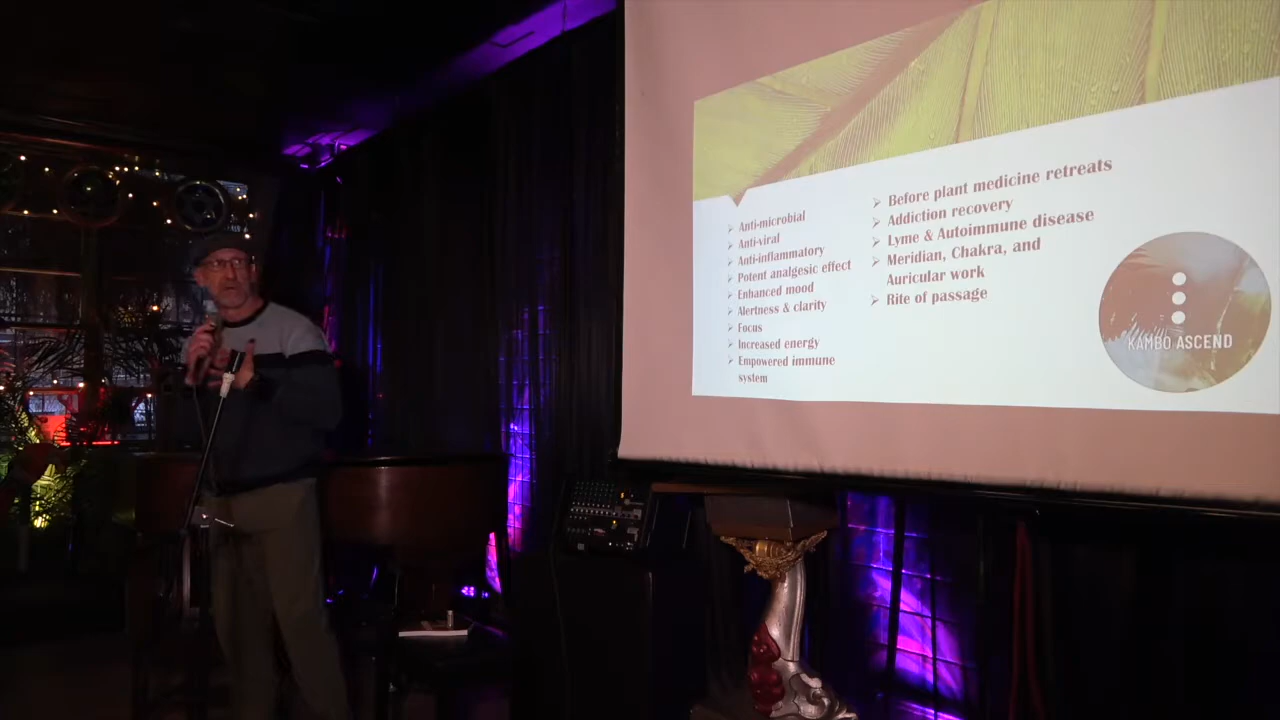 Anti-microbial
Anti-viral
Anti-inflammatory
Potent analgesic effect
Enhanced mood
Alertness & clarity
Focus
Increased energy
Empowered immune
system
Before plant medicine retreats
Addiction recovery
Lyme & Autoimmune disease
Meridian, Chakra, and
Auricular work
Rite of passage
KAMBO ASCEND